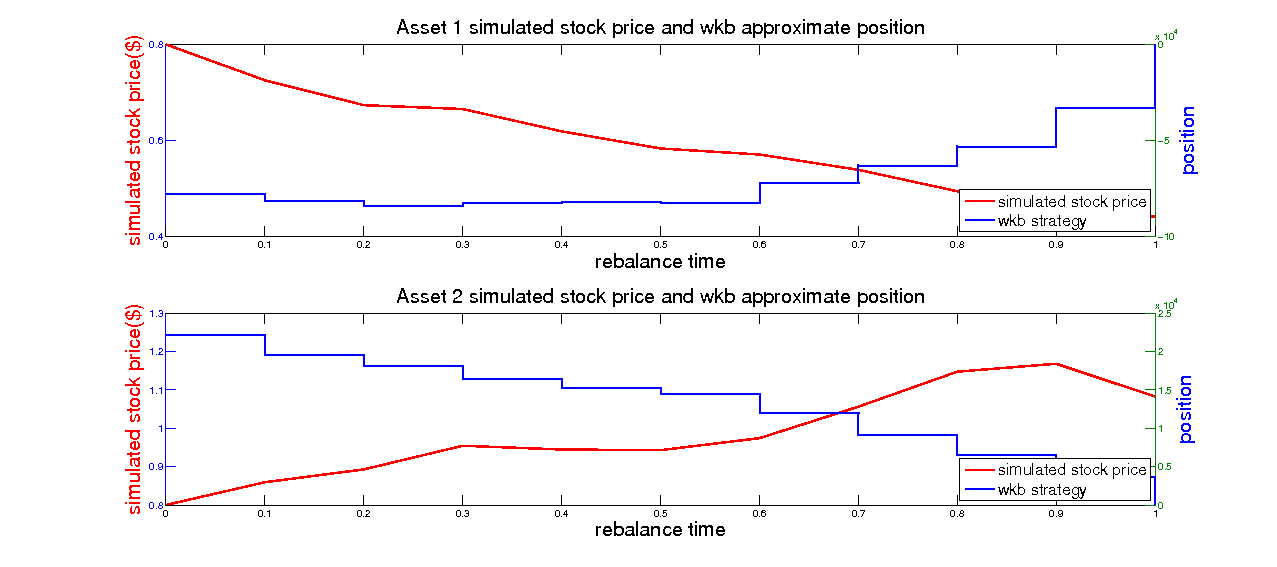 Asset 1 simulated stock price and wkb approximate position
x 10^4
simulated stock price($)
0.8
0.6
0.4
0
-5
-10
position
simulated stock price
wkb strategy
0 0.1 0.2 0.3 0.4 0.5 0.6 0.7 0.8 0.9 1
rebalance time
Asset 2 simulated stock price and wkb approximate position
x 10^4
simulated stock price($)
1.3
1.2
1.1
1
0.9
0.8
2.5
2
1.5
1
0.5
0
position
simulated stock price
wkb strategy
0 0.1 0.2 0.3 0.4 0.5 0.6 0.7 0.8 0.9 1
rebalance time